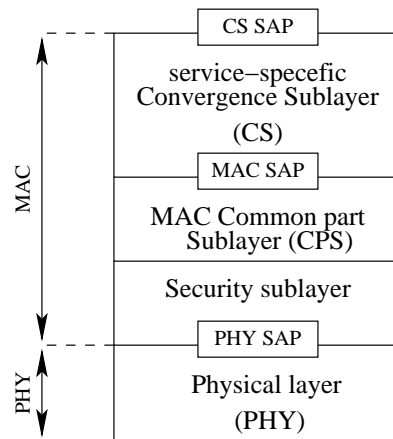 CS SAP
service−specefic
Convergence Sublayer
(CS)
MAC SAP
MAC Common part
Sublayer (CPS)
Security sublayer
PHY SAP
Physical layer
(PHY)
MAC
PHY